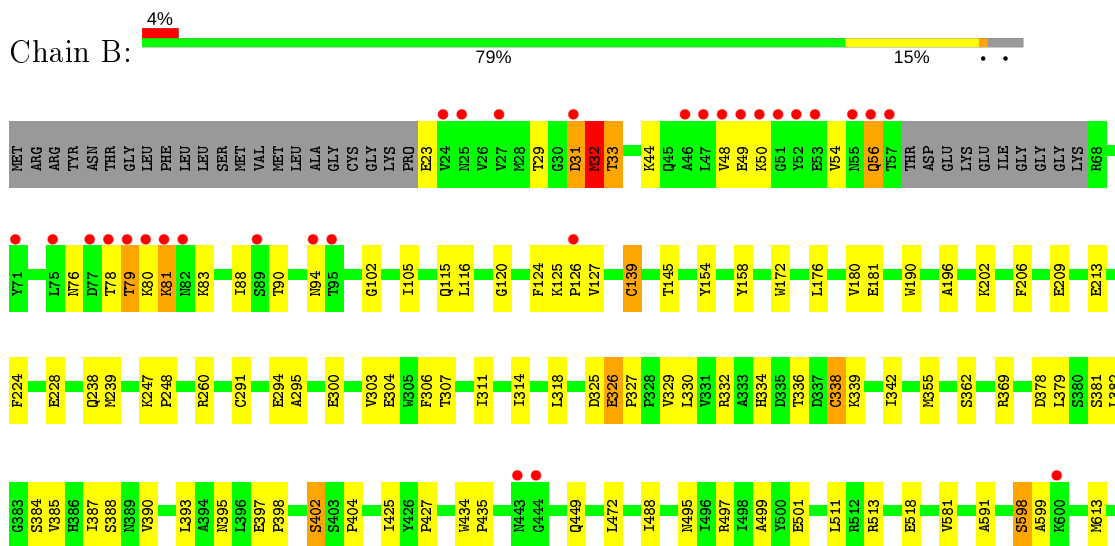 4%
Chain B:
79% 15% • •
MET ARG ARG TYR ASN THR GLY LEU PHE LEU LEU SER MET VAL MET LEU ALA GLY CYS GLY LYS PRO E23 V24 N25 V26 V27 M28 T29 G30 D31 M32 T33 K44 Q45 A46 L47 V48 E49 K50 G51 Y52 E53 V54 N55 Q56 T57 THR ASP GLU LYS GLU ILE GLY GLY GLY LYS R68
Y71 L75 N76 D77 T78 T79 K80 K81 N82 K83 I88 S89 T90 N94 T95 G102 I105 Q115 L116 G120 F124 K125 P126 V127 C139 T145 Y154 Y158 W172 L176 V180 E181 W190 A196 K202 F206 E209 E213
F224 E228 Q238 M239 K247 P248 R260 C291 E294 A295 E300 V303 E304 W305 F306 T307 I311 I314 L318 D325 E326 P327 P328 V329 L330 V331 R332 A333 H334 D335 T336 D337 C338 K339 I342 M355 S362 R369 D378 L379 S380 S381
G383 S384 V385 H386 I387 S388 N389 V390 L393 A394 N395 L396 E397 P398 S402 S403 P404 I425 Y426 P427 W434 P435 N443 G444 Q449 L472 I488 N495 I496 R497 I498 A499 Y500 E501 L511 R512 R513 E518 V581 A591 S598 A599 K600 M613